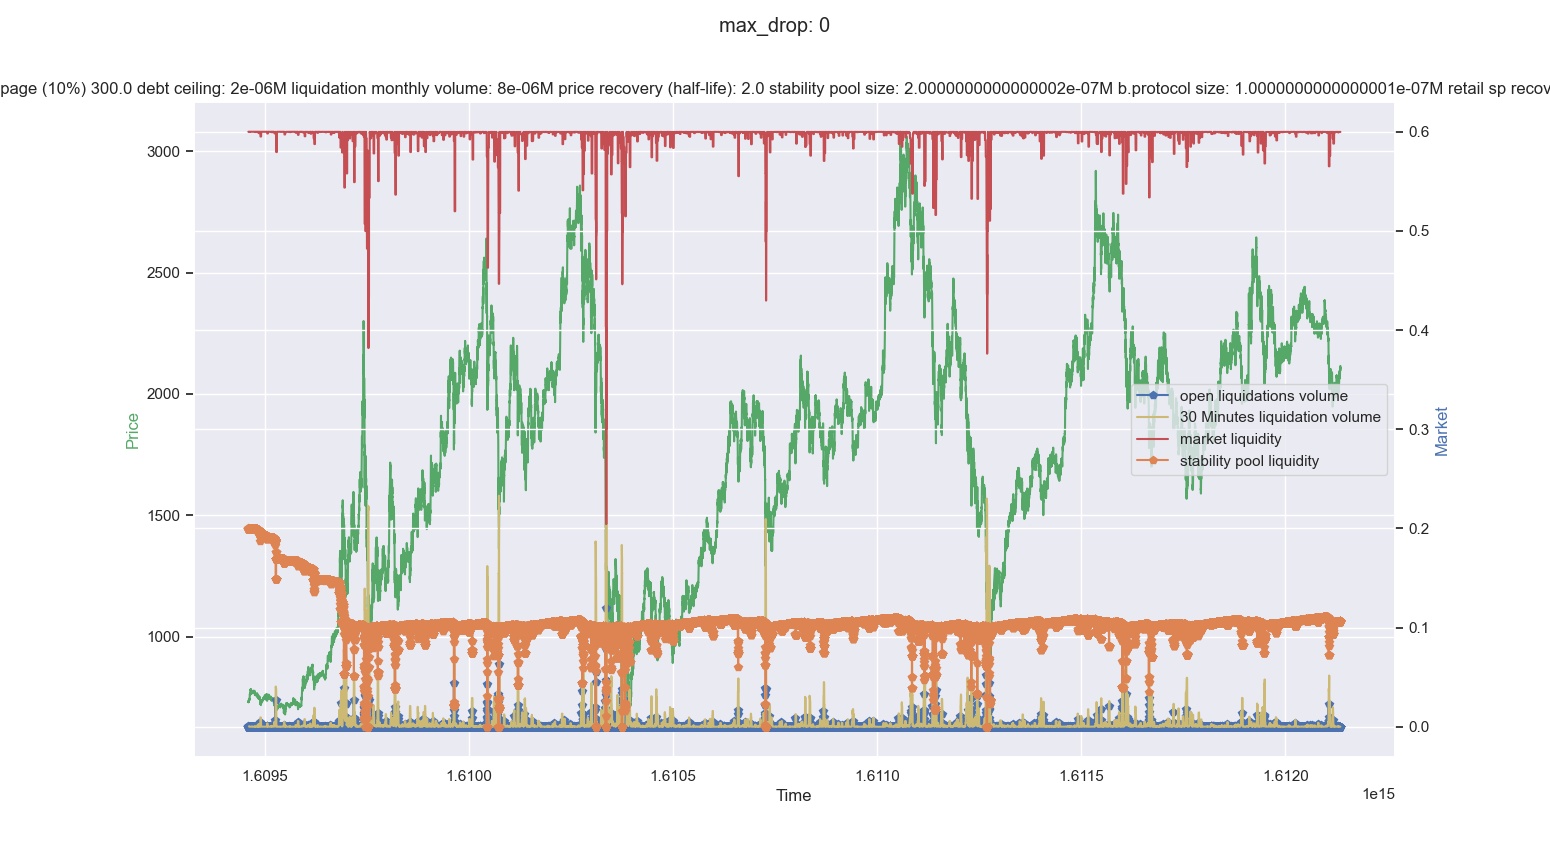 max_drop: 0
page (10%) 300.0 debt ceiling: 2e-06M liquidation monthly volume: 8e-06M price recovery (half-life): 2.0 stability pool size: 2.0000000000000002e-07M b.protocol size: 1.0000000000000001e-07M retail sp recov
3000
2500
2000
1500
1000
Price
0.6
0.5
0.4
0.3
0.2
0.1
0.0
Market
open liquidations volume
30 Minutes liquidation volume
market liquidity
stability pool liquidity
1.6095 1.6100 1.6105 1.6110 1.6115 1.6120
Time
1e15